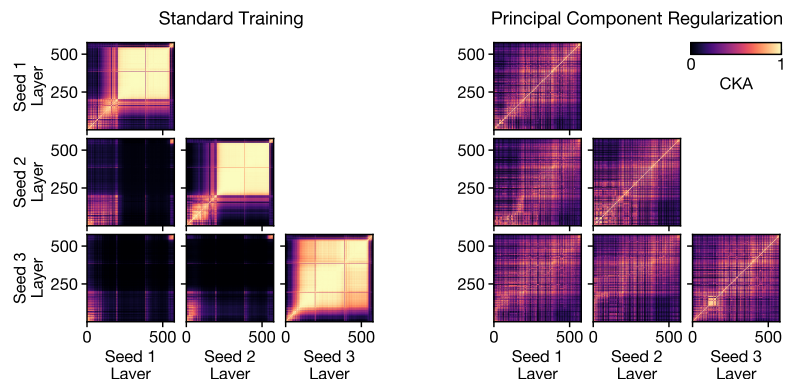 Standard Training
Principal Component Regularization
Seed 1
Layer
500
250
500
250
0
1
CKA
Seed 2
Layer
500
250
500
250
Seed 3
Layer
500
250
500
250
0
500
0
500
0
500
0
500
0
500
0
500
Seed 1
Layer
Seed 2
Layer
Seed 3
Layer
Seed 1
Layer
Seed 2
Layer
Seed 3
Layer